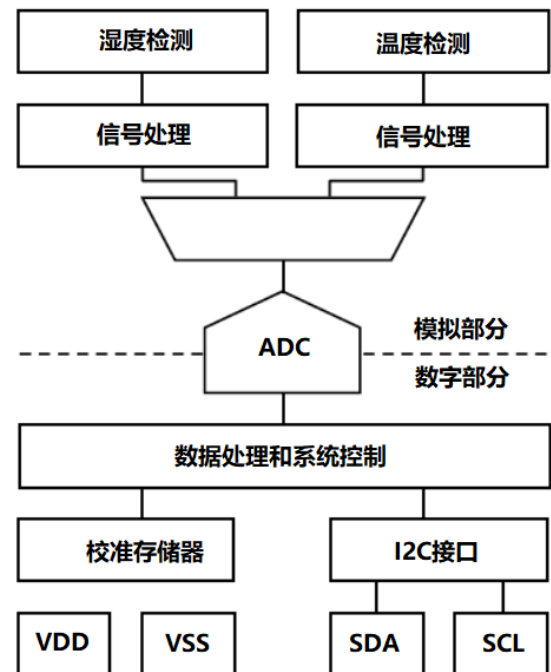 湿度检测
温度检测
信号处理
信号处理
ADC
模拟部分
数字部分
数据处理和系统控制
校准存储器
I2C接口
VDD
VSS
SDA
SCL